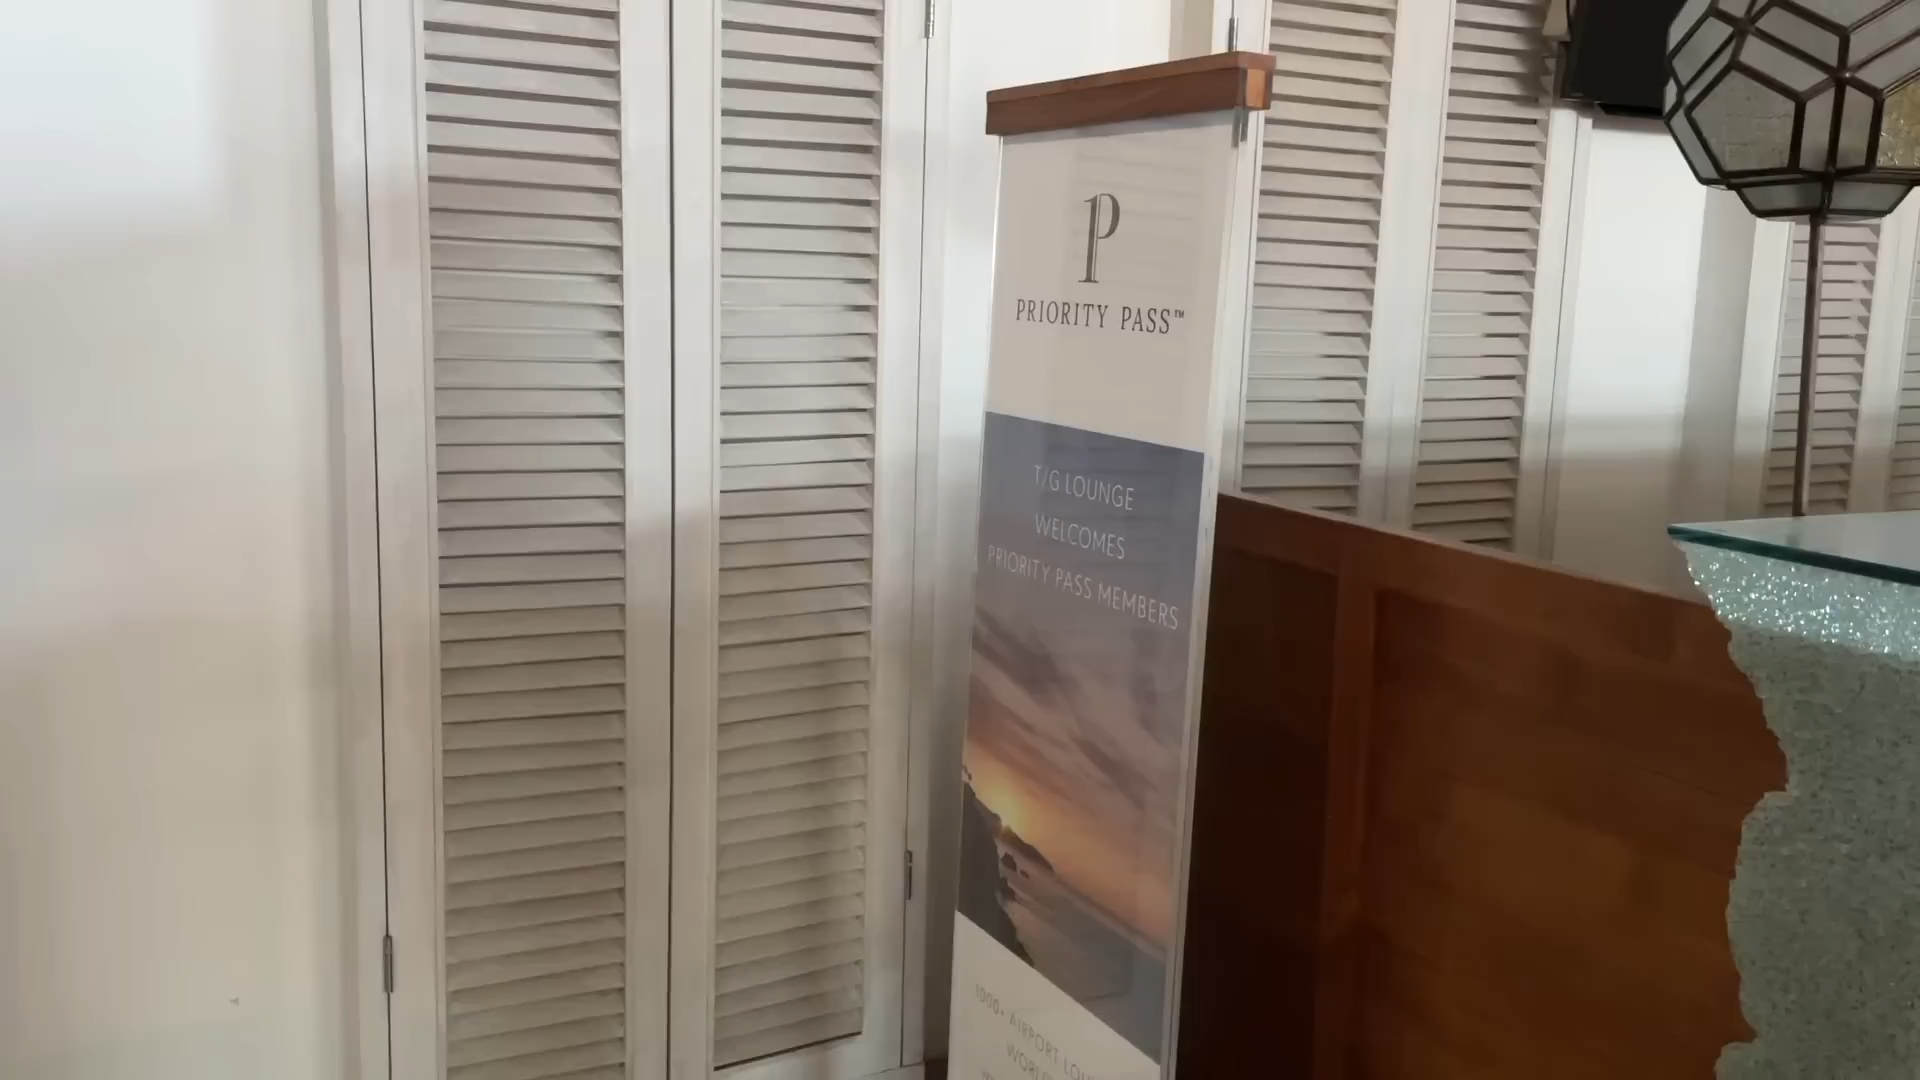 P
PRIORITY PASS™
T/G LOUNGE
WELCOMES
PRIORITY PASS MEMBERS
1000+ AIRPORT